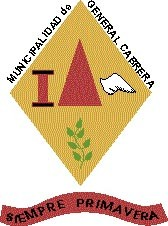 MUNICIPALIDAD de
GENERAL CABRERA
I
SIEMPRE PRIMAVERA